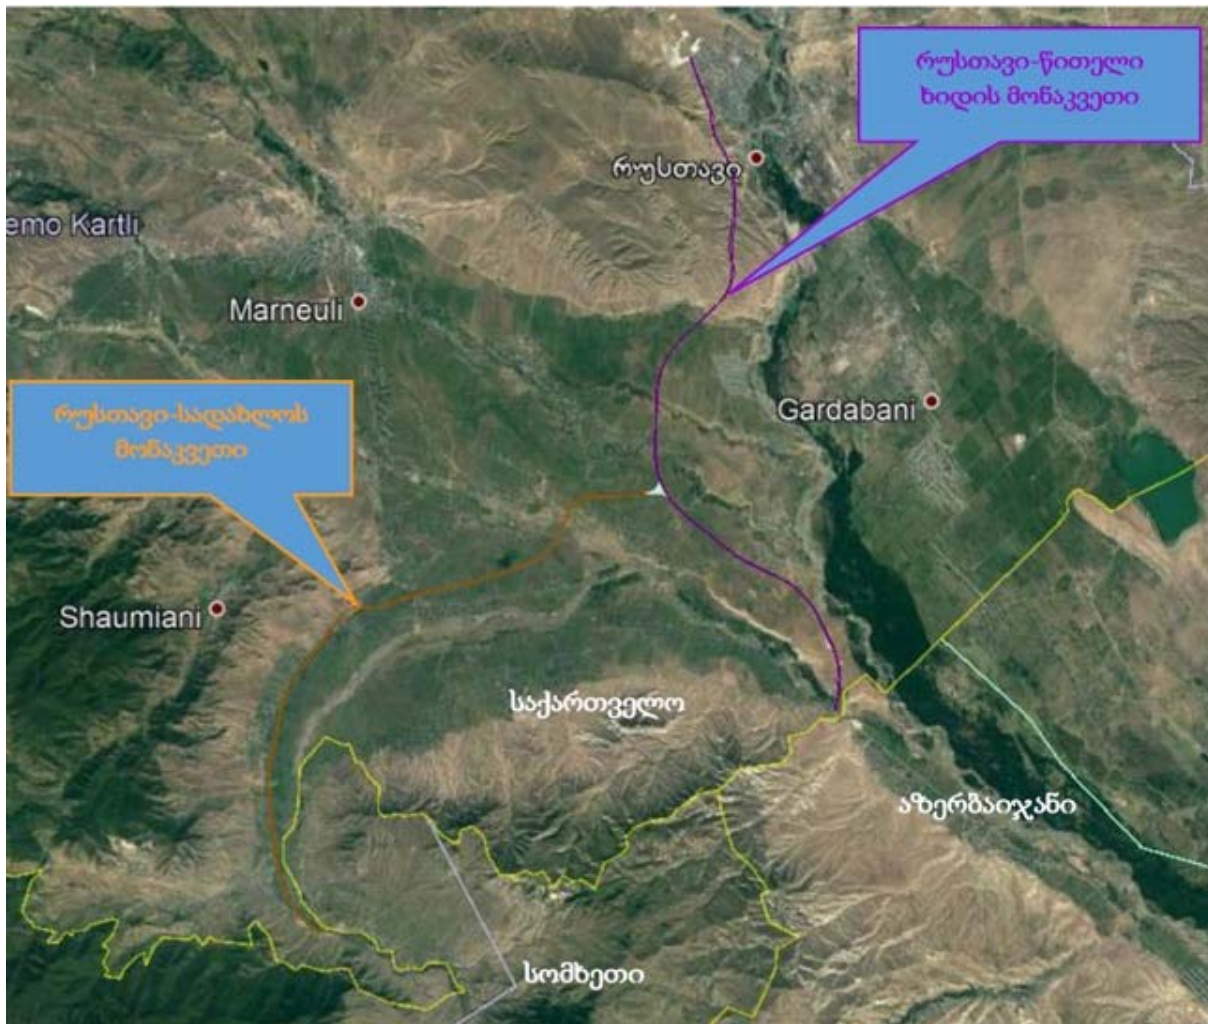 რუსთავი-წითელი
ხიდის მონაკვეთი
რუსთავი
emo Kartli
Marneuli
რუსთავი-სადახლოს
მონაკვეთი
Gardabani
Shaumiani
საქართველო
აზერბაიჯანი
სომხეთი